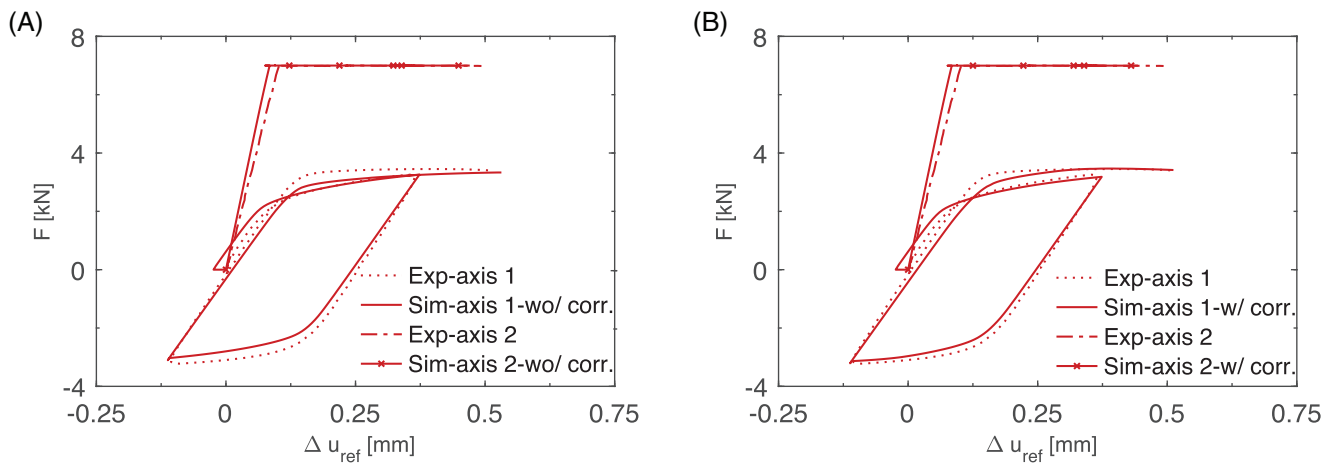 (A)
8
4
0
-4
F [kN]
-0.25
0
0.25
0.5
0.75
Δ u_ref [mm]
Exp-axis 1
Sim-axis 1-wo/ corr.
Exp-axis 2
Sim-axis 2-wo/ corr.
(B)
8
4
0
-4
F [kN]
-0.25
0
0.25
0.5
0.75
Δ u_ref [mm]
Exp-axis 1
Sim-axis 1-w/ corr.
Exp-axis 2
Sim-axis 2-w/ corr.